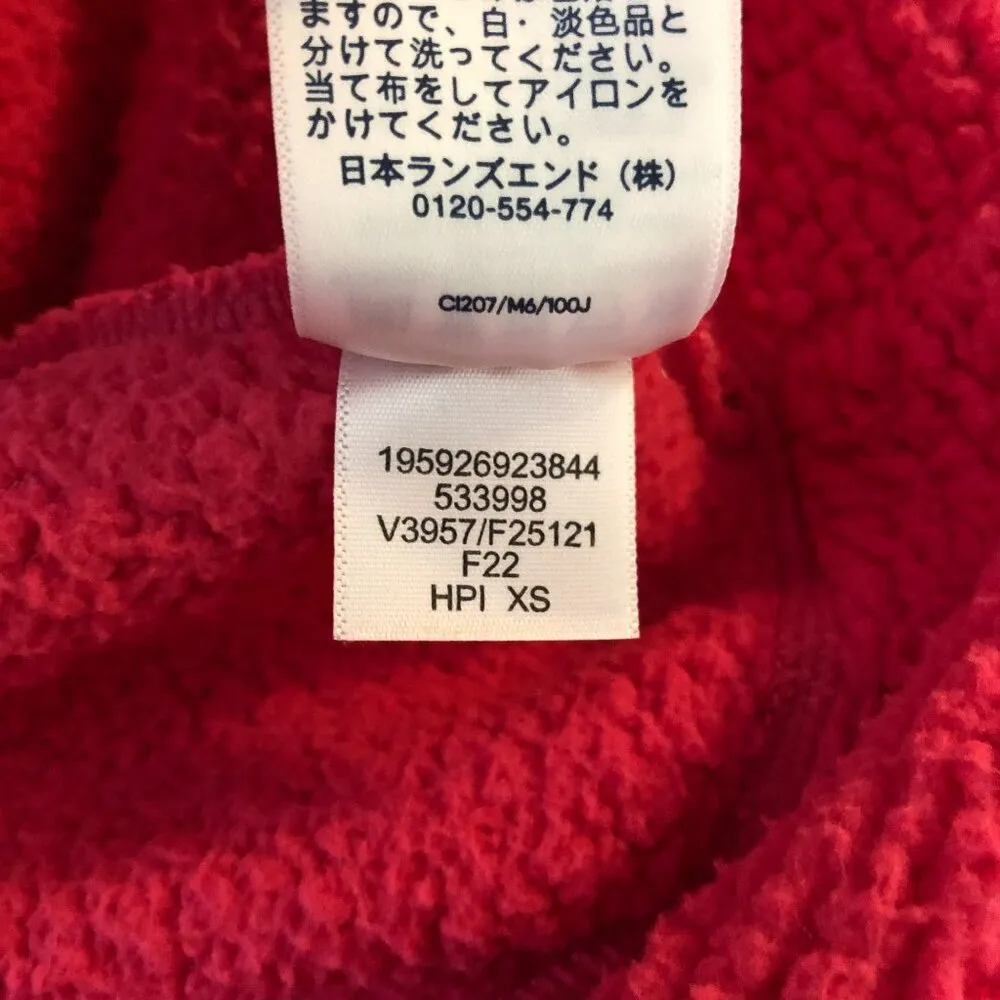 ますので、白・淡色品と
分けて洗ってください。
当て布をしてアイロンを
かけてください。
日本ランズエンド（株）
0120-554-774
C1207/M6/100J
195926923844
533998
V3957/F25121
F22
HPI XS